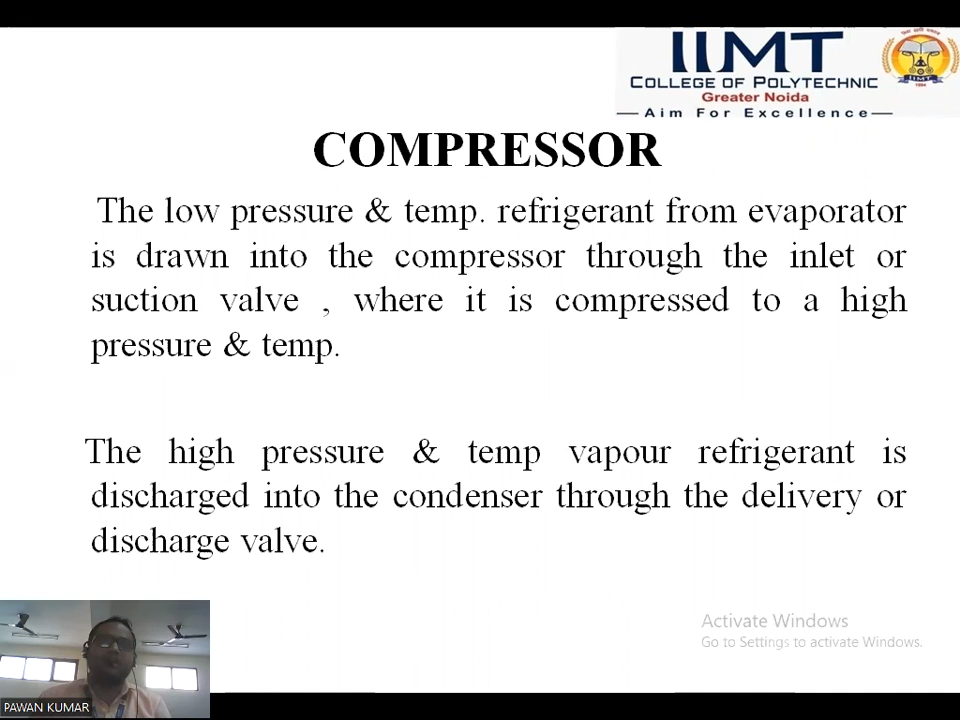 IIMT
COLLEGE OF POLYTECHNIC
Greater Noida
Aim For Excellence
IIMT
COMPRESSOR
The low pressure & temp. refrigerant from evaporator
is drawn into the compressor through the inlet or
suction valve , where it is compressed to a high
pressure & temp.
The high pressure & temp vapour refrigerant is
discharged into the condenser through the delivery or
discharge valve.
Activate Windows
Go to Settings to activate Windows.
PAWAN KUMAR